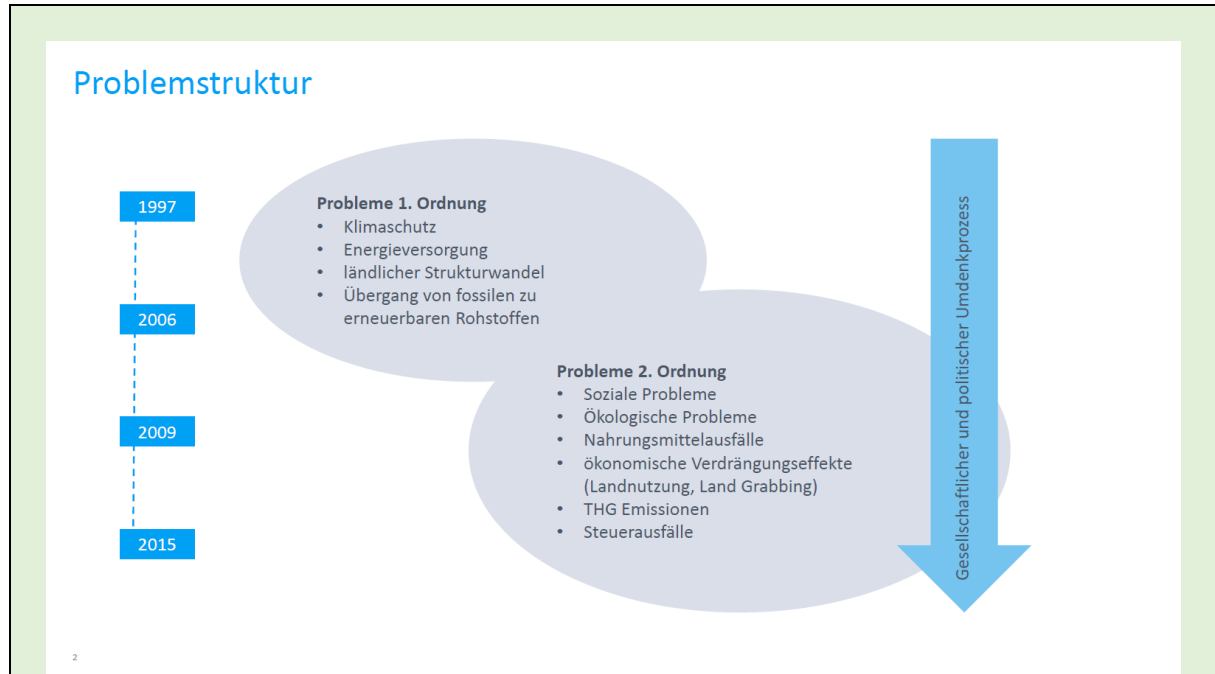 Problemstruktur
1997
2006
2009
2015
Probleme 1. Ordnung
• Klimaschutz
• Energieversorgung
• ländlicher Strukturwandel
• Übergang von fossilen zu
erneuerbaren Rohstoffen
Probleme 2. Ordnung
• Soziale Probleme
• Ökologische Probleme
• Nahrungsmittelausfälle
• ökonomische Verdrängungseffekte
(Landnutzung, Land Grabbing)
• THG Emissionen
• Steuerausfälle
Gesellschaftlicher und politischer Umdenkprozess
2